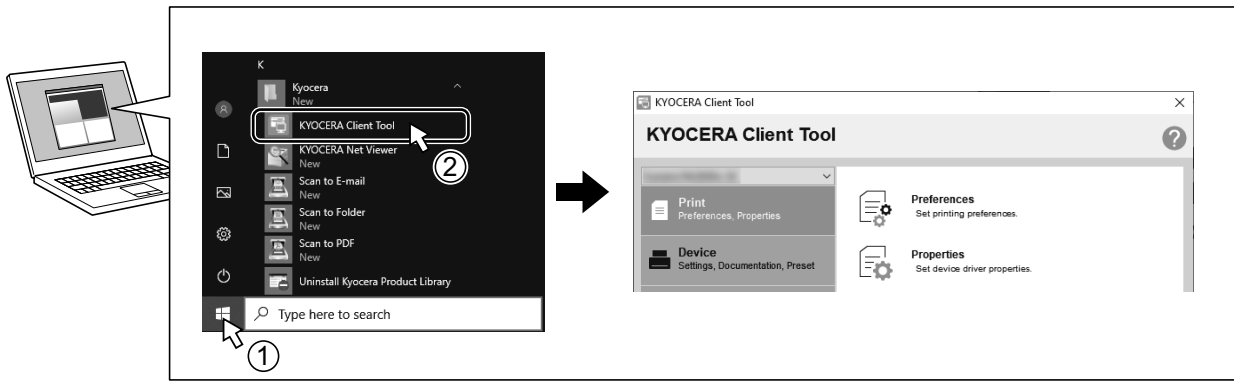 K
Kyocera
New
KYOCERA Client Tool
KYOCERA Net Viewer
New
Scan to E-mail
New
Scan to Folder
New
Scan to PDF
New
Uninstall Kyocera Product Library
Type here to search
①
②
KYOCERA Client Tool
KYOCERA Client Tool
?
Print
Preferences, Properties
Device
Settings, Documentation, Preset
Preferences
Set printing preferences.
Properties
Set device driver properties.